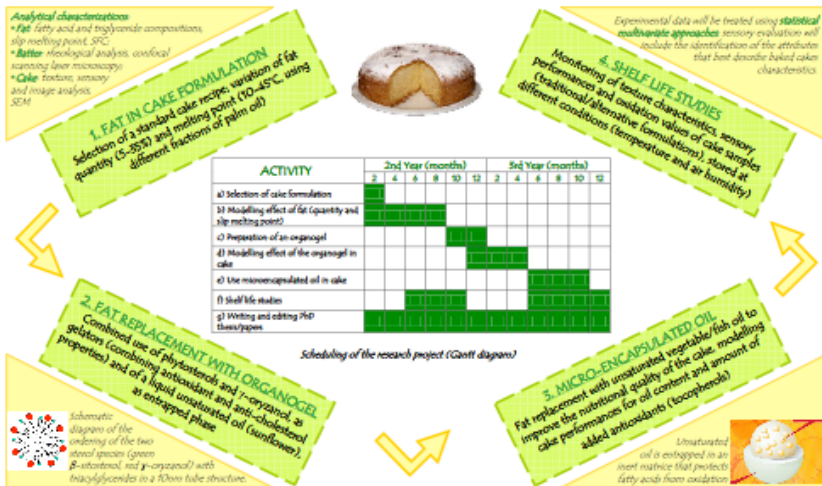 Analytical characterizations
• Fat: fatty acid and triglyceride compositions,
slip melting point, SFC;
• Batter: rheological analysis, confocal
scanning laser microscopy;
• Cake: texture, sensory
and image analysis,
SEM
1. FAT IN CAKE FORMULATION
Selection of a standard cake recipe, variation of fat
quantity (5-35%) and melting point (10-45°C, using
different fractions of palm oil)
Experimental data will be treated using statistical
multivariate approaches; sensory evaluation will
include the identification of the attributes
that best describe baked cakes
characteristics.
4. SHELF LIFE STUDIES
Monitoring of texture characteristics, sensory
performances and oxidation values of cake samples
(traditional/alternative formulations), stored at
different conditions (temperature and air humidity)
ACTIVITY 2nd Year (months) 3rd Year (months)
2 4 6 8 10 12 2 4 6 8 10 12
a) Selection of cake formulation
b) Modelling effect of fat (quantity and
slip melting point)
c) Preparation of an organogel
d) Modelling effect of the organogel in
cake
e) Use microencapsulated oil in cake
f) Shelf life studies
g) Writing and editing PhD
thesis/papers
Scheduling of the research project (Gantt diagram)
2. FAT REPLACEMENT WITH ORGANOGEL
Combined use of phytosterols and γ-oryzanol, as
gelators (combining antioxidant and anti-cholesterol
properties) and of a liquid unsaturated oil (sunflower),
as entrapped phase
Schematic
diagram of the
ordering of the two
sterol species (green
β-sitosterol, red γ-oryzanol) with
triacylglycerides in a 10nm tube structure.
3. MICRO-ENCAPSULATED OIL
Fat replacement with unsaturated vegetable/fish oil to
improve the nutritional quality of the cake, modelling
cake performances for oil content and amount of
added antioxidants (tocopherols)
Unsaturated
oil is entrapped in an
inert matrice that protects
fatty acids from oxidation